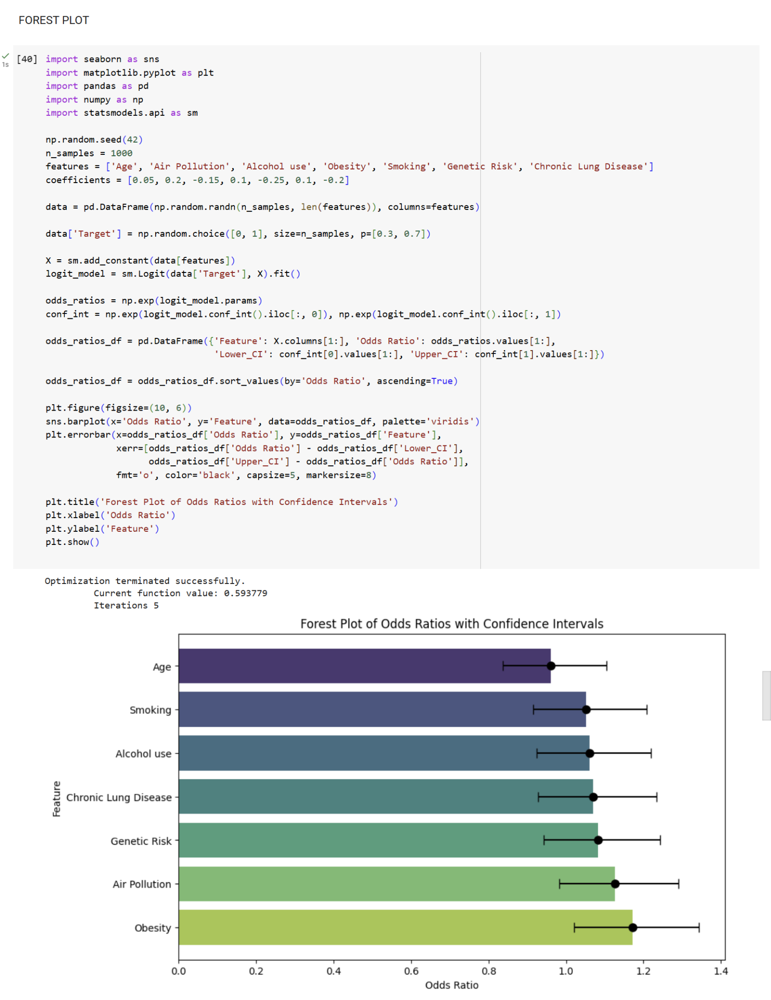 FOREST PLOT
1s
[40] import seaborn as sns
import matplotlib.pyplot as plt
import pandas as pd
import numpy as np
import statsmodels.api as sm
np.random.seed(42)
n_samples = 1000
features = ['Age', 'Air Pollution', 'Alcohol use', 'Obesity', 'Smoking', 'Genetic Risk', 'Chronic Lung Disease']
coefficients = [0.05, 0.2, -0.15, 0.1, -0.25, 0.1, -0.2]
data = pd.DataFrame(np.random.randn(n_samples, len(features)), columns=features)
data['Target'] = np.random.choice([0, 1], size=n_samples, p=[0.3, 0.7])
X = sm.add_constant(data[features])
logit_model = sm.Logit(data['Target'], X).fit()
odds_ratios = np.exp(logit_model.params)
conf_int = np.exp(logit_model.conf_int().iloc[:, 0]), np.exp(logit_model.conf_int().iloc[:, 1])
odds_ratios_df = pd.DataFrame({'Feature': X.columns[1:], 'Odds Ratio': odds_ratios.values[1:],
'Lower_CI': conf_int[0].values[1:], 'Upper_CI': conf_int[1].values[1:]})
odds_ratios_df = odds_ratios_df.sort_values(by='Odds Ratio', ascending=True)
plt.figure(figsize=(10, 6))
sns.barplot(x='Odds Ratio', y='Feature', data=odds_ratios_df, palette='viridis')
plt.errorbar(x=odds_ratios_df['Odds Ratio'], y=odds_ratios_df['Feature'],
xerr=[odds_ratios_df['Odds Ratio'] - odds_ratios_df['Lower_CI'],
odds_ratios_df['Upper_CI'] - odds_ratios_df['Odds Ratio']],
fmt='o', color='black', capsize=5, markersize=8)
plt.title('Forest Plot of Odds Ratios with Confidence Intervals')
plt.xlabel('Odds Ratio')
plt.ylabel('Feature')
plt.show()
Optimization terminated successfully.
Current function value: 0.593779
Iterations 5
Forest Plot of Odds Ratios with Confidence Intervals
Age
Smoking
Alcohol use
Chronic Lung Disease
Genetic Risk
Air Pollution
Obesity
Feature
0.0 0.2 0.4 0.6 0.8 1.0 1.2 1.4
Odds Ratio